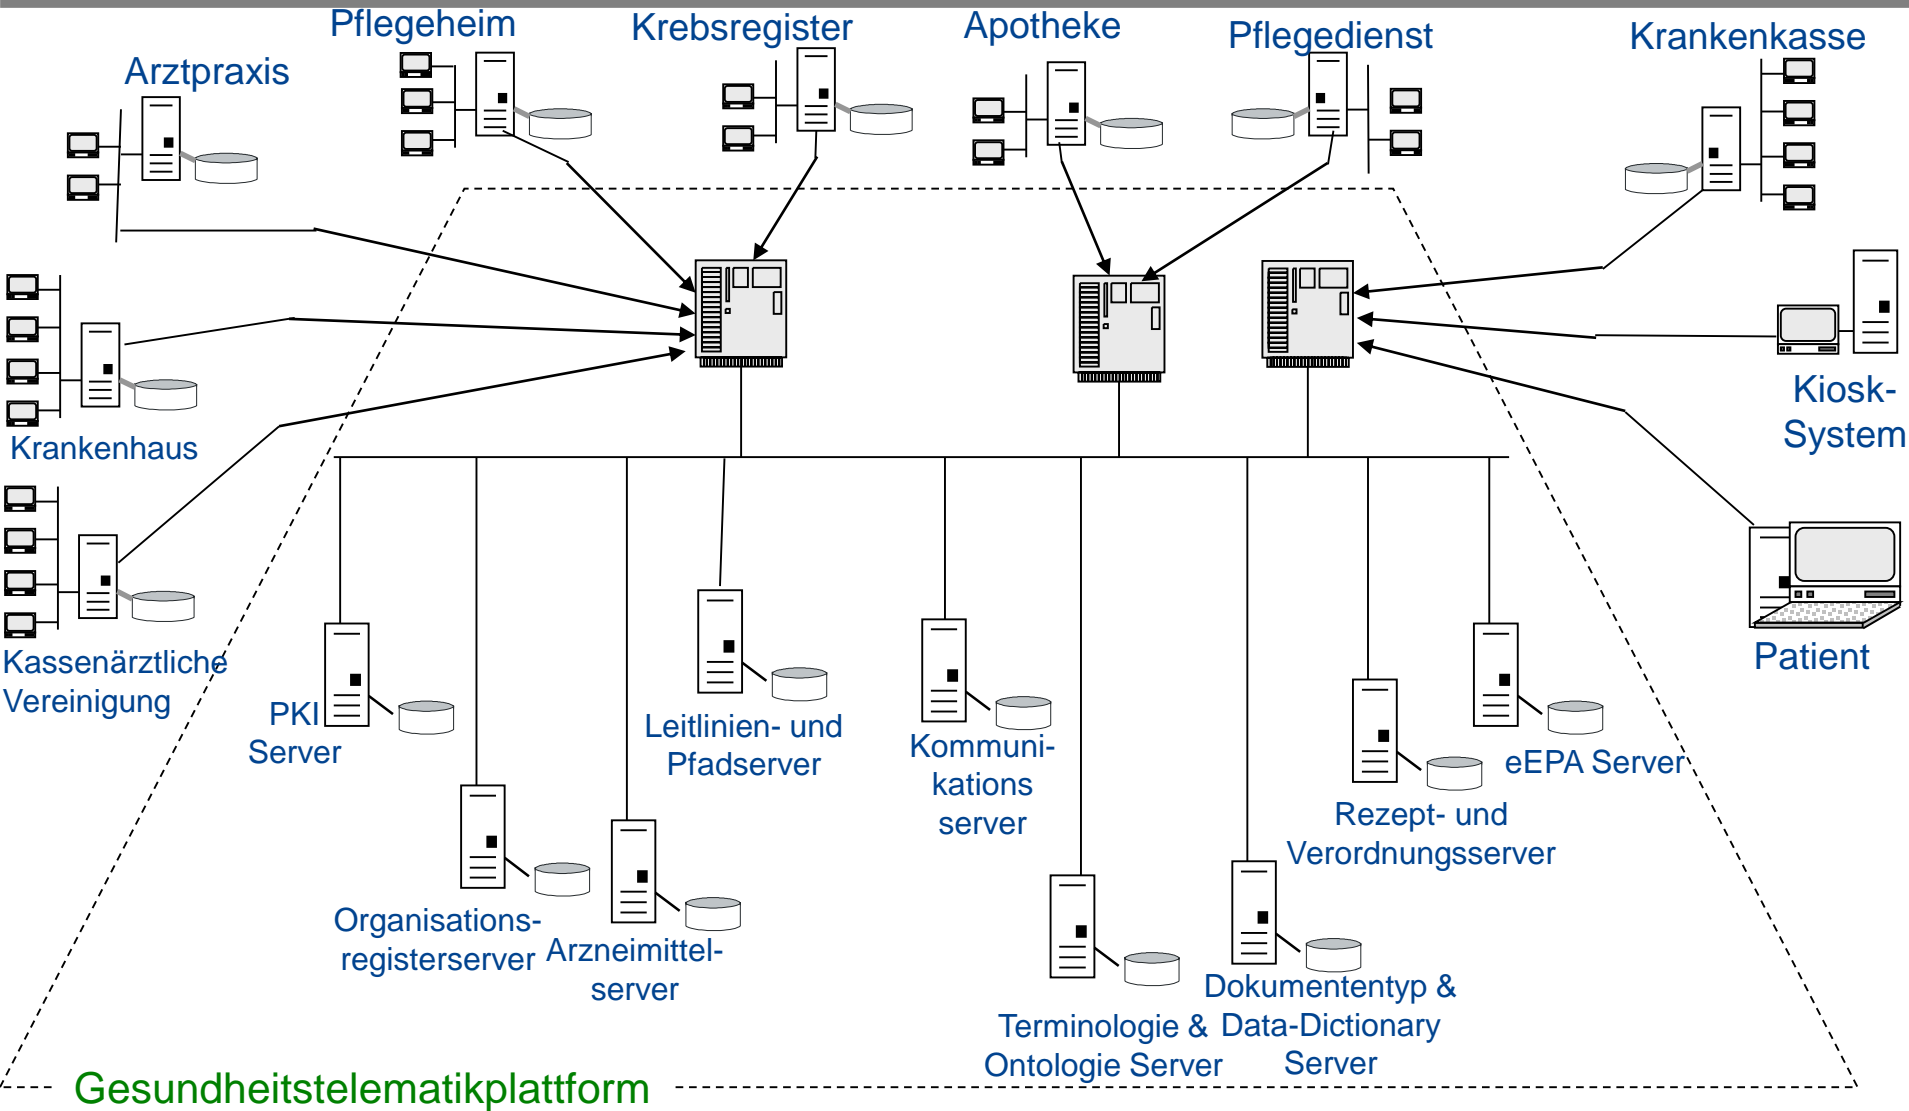 Pflegeheim
Krebsregister
Apotheke
Pflegedienst
Krankenkasse
Arztpraxis
Krankenhaus
Kiosk-
System
Kassenärztliche
Vereinigung
Patient
PKI
Server
Leitlinien- und
Pfadserver
Kommuni-
kations
server
eEPA Server
Rezept- und
Verordnungsserver
Organisations-
registerserver
Arzneimittel-
server
Terminologie &
Ontologie Server
Dokumententyp &
Data-Dictionary
Server
Gesundheitstelematikplattform